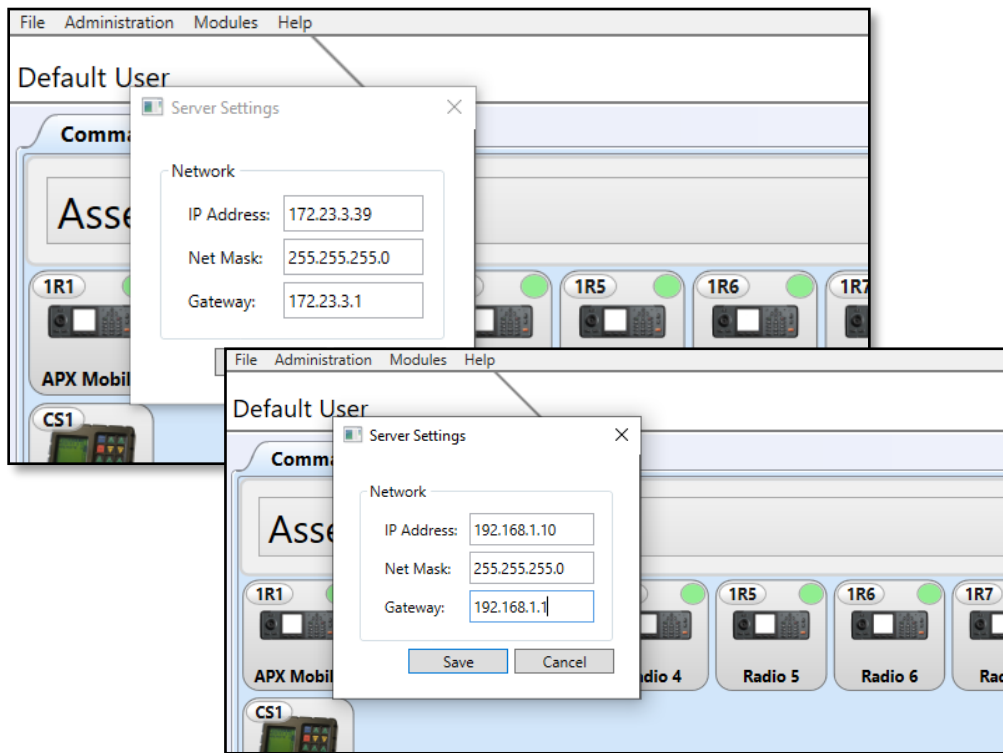 File Administration Modules Help
Default User
Server Settings
Comma
Network
Asse
IP Address: 172.23.3.39
Net Mask: 255.255.255.0
Gateway: 172.23.3.1
1R1 1R5 1R6 1R7
APX Mobil
CS1
File Administration Modules Help
Default User
Server Settings
Comma
Network
Asse
IP Address: 192.168.1.10
Net Mask: 255.255.255.0
Gateway: 192.168.1.1
1R1 1R5 1R6 1R7
Save Cancel
APX Mobil dio 4 Radio 5 Radio 6 Rad
CS1